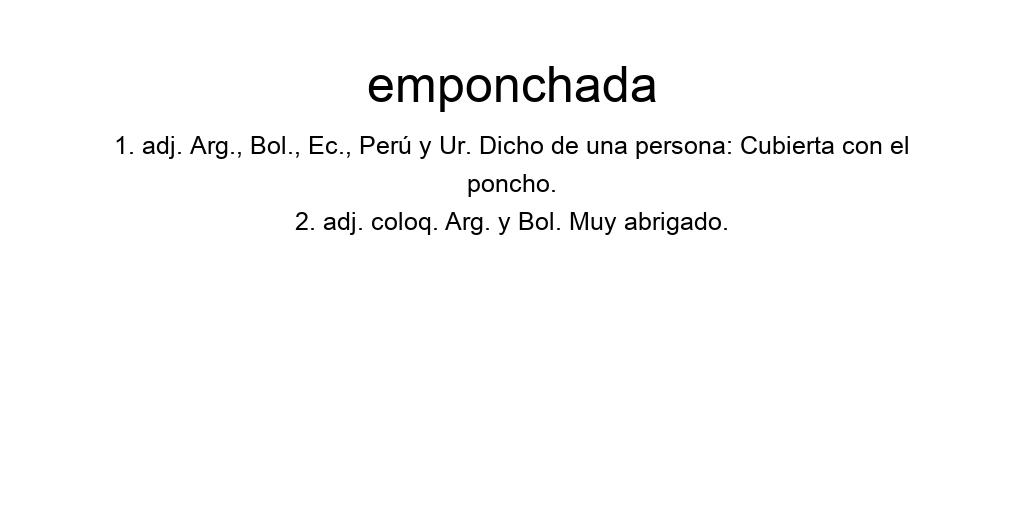 emponchada
1. adj. Arg., Bol., Ec., Perú y Ur. Dicho de una persona: Cubierta con el
poncho.
2. adj. coloq. Arg. y Bol. Muy abrigado.